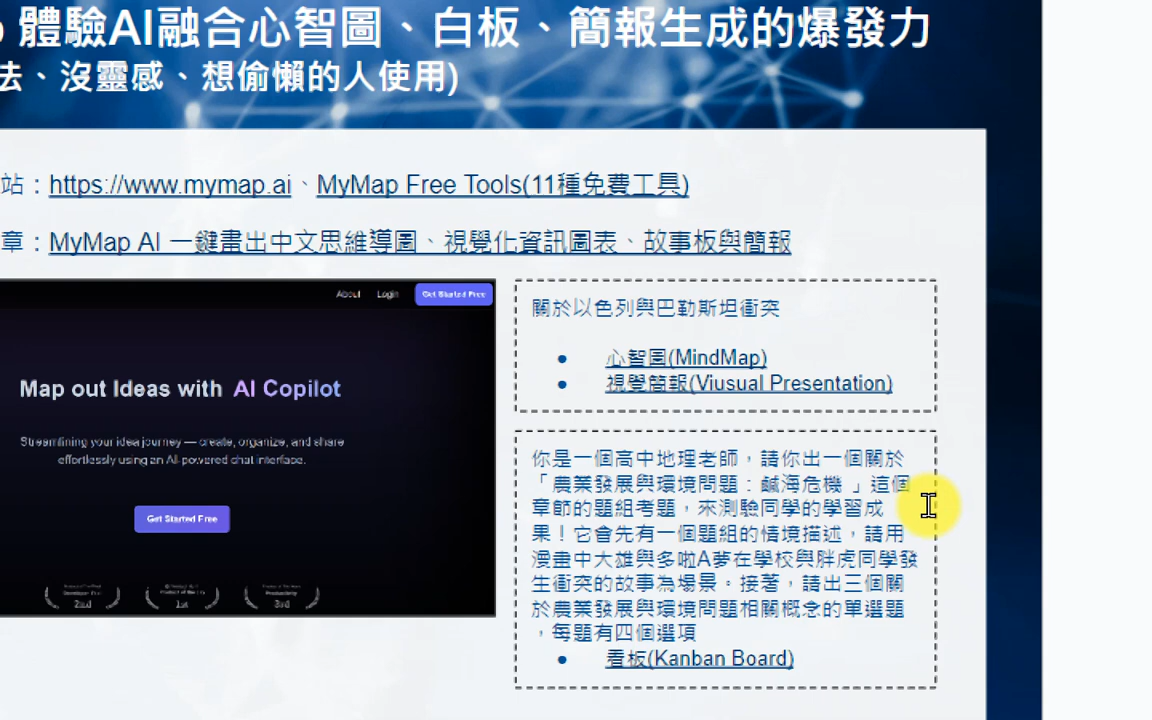 體驗AI融合心智圖、白板、簡報生成的爆發力
法、沒靈感、想偷懶的人使用)
站：https://www.mymap.ai、MyMap Free Tools(11種免費工具)
章：MyMap AI 一鍵畫出中文思維導圖、視覺化資訊圖表、故事板與簡報
About Login Get Started Free
Map out Ideas with AI Copilot
Streamlining your idea journey — create, organize, and share
effortlessly using an AI-powered chat interface.
Get Started Free
2nd 1st 3rd
關於以色列與巴勒斯坦衝突
● 心智圖(MindMap)
● 視覺簡報(Viusual Presentation)
你是一個高中地理老師，請你出一個關於
「農業發展與環境問題：鹹海危機 」這個
章節的題組考題，來測驗同學的學習成
果！它會先有一個題組的情境描述，請用
漫畫中大雄與多啦A夢在學校與胖虎同學發
生衝突的故事為場景。接著，請出三個關
於農業發展與環境問題相關概念的單選題
，每題有四個選項
● 看板(Kanban Board)